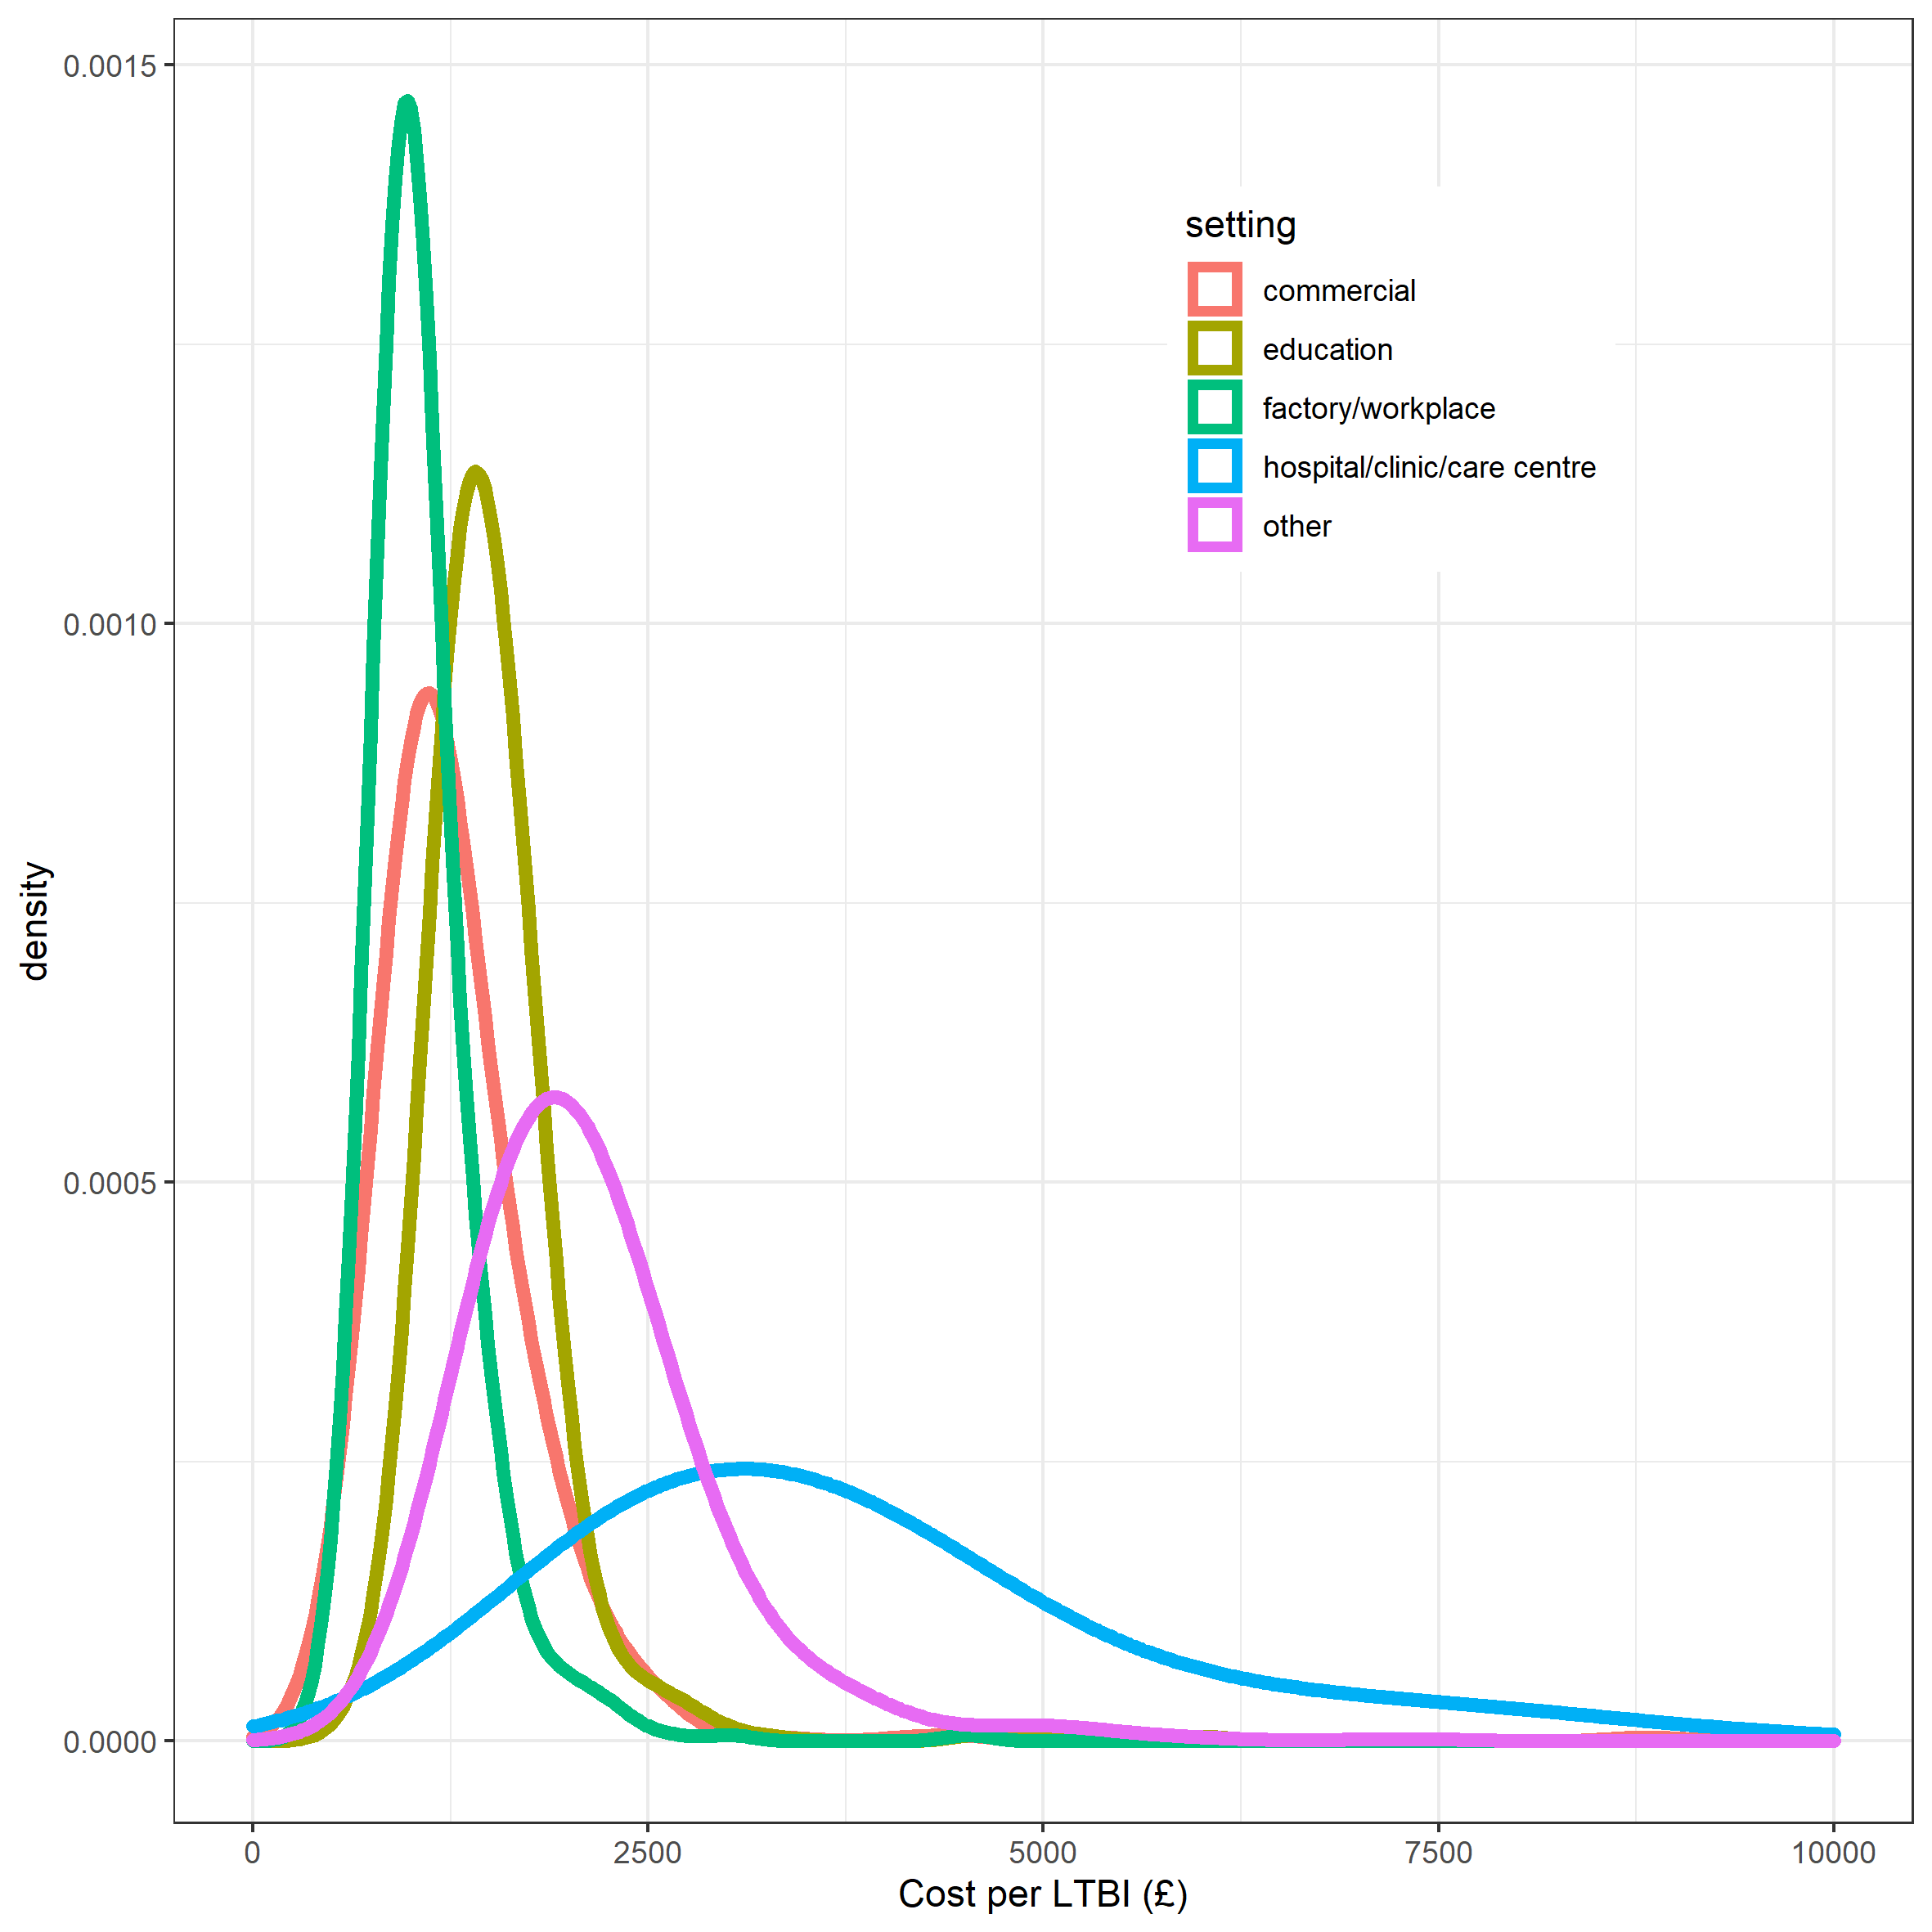 0.0015
0.0010
0.0005
0.0000
density
setting
commercial
education
factory/workplace
hospital/clinic/care centre
other
0 2500 5000 7500 10000
Cost per LTBI (£)